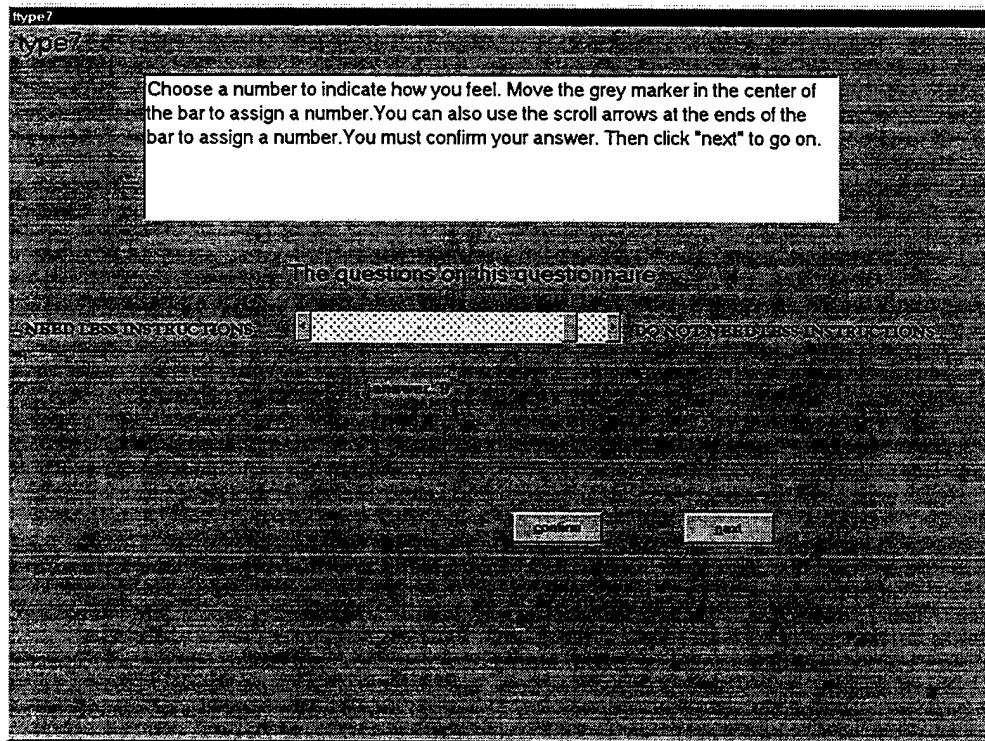 ftype7
ftype7
Choose a number to indicate how you feel. Move the grey marker in the center of
the bar to assign a number.You can also use the scroll arrows at the ends of the
bar to assign a number.You must confirm your answer. Then click "next" to go on.
The questions on this questionnaire
NEED LESS INSTRUCTIONS
DO NOT NEED LESS INSTRUCTIONS
confirm
next